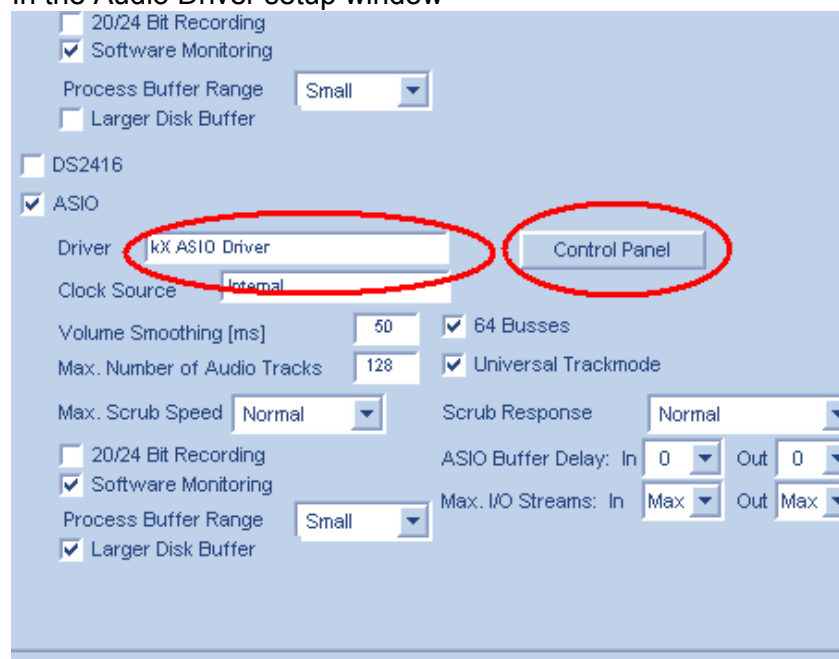 In the Audio Driver setup window
20/24 Bit Recording
Software Monitoring
Process Buffer Range Small
Larger Disk Buffer
DS2416
ASIO
Driver kX ASIO Driver Control Panel
Clock Source Internal
Volume Smoothing [ms] 50 64 Busses
Max. Number of Audio Tracks 128 Universal Trackmode
Max. Scrub Speed Normal Scrub Response Normal
20/24 Bit Recording ASIO Buffer Delay: In 0 Out 0
Software Monitoring
Max. I/O Streams: In Max Out Max
Process Buffer Range Small
Larger Disk Buffer